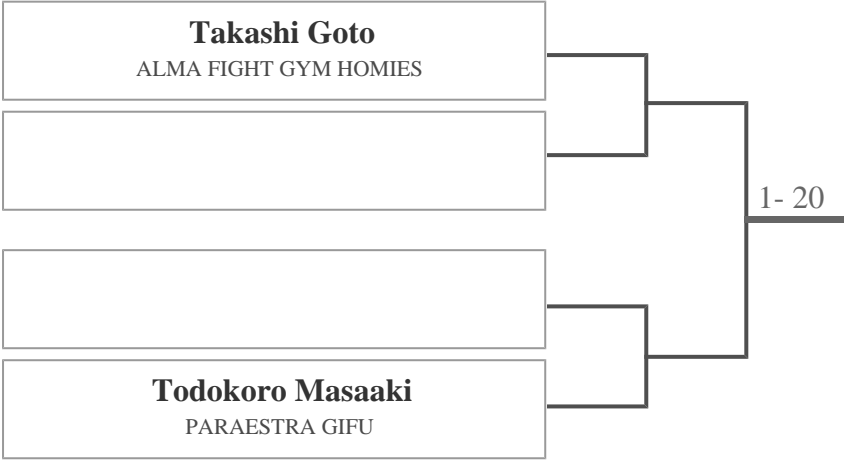 Takashi Goto
ALMA FIGHT GYM HOMIES
1- 20
Todokoro Masaaki
PARAESTRA GIFU